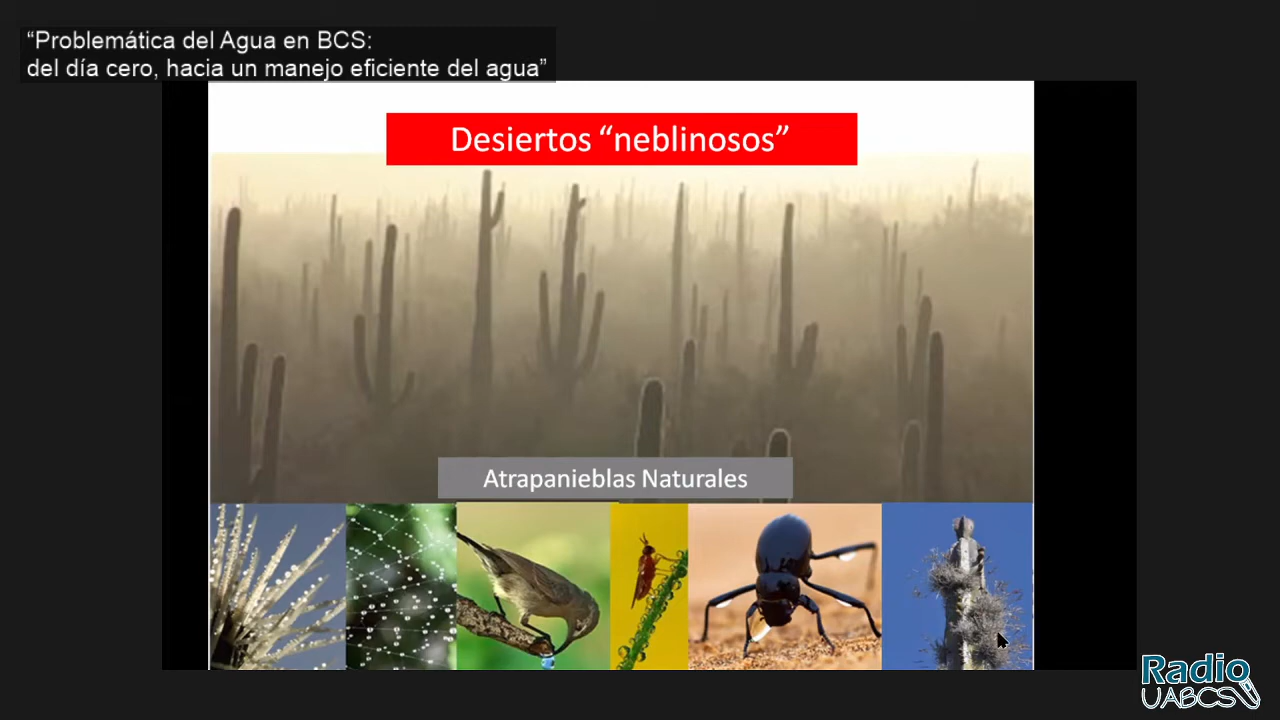 “Problemática del Agua en BCS:
del día cero, hacia un manejo eficiente del agua”
Desiertos “neblinosos”
Atrapanieblas Naturales
Radio
UABCS